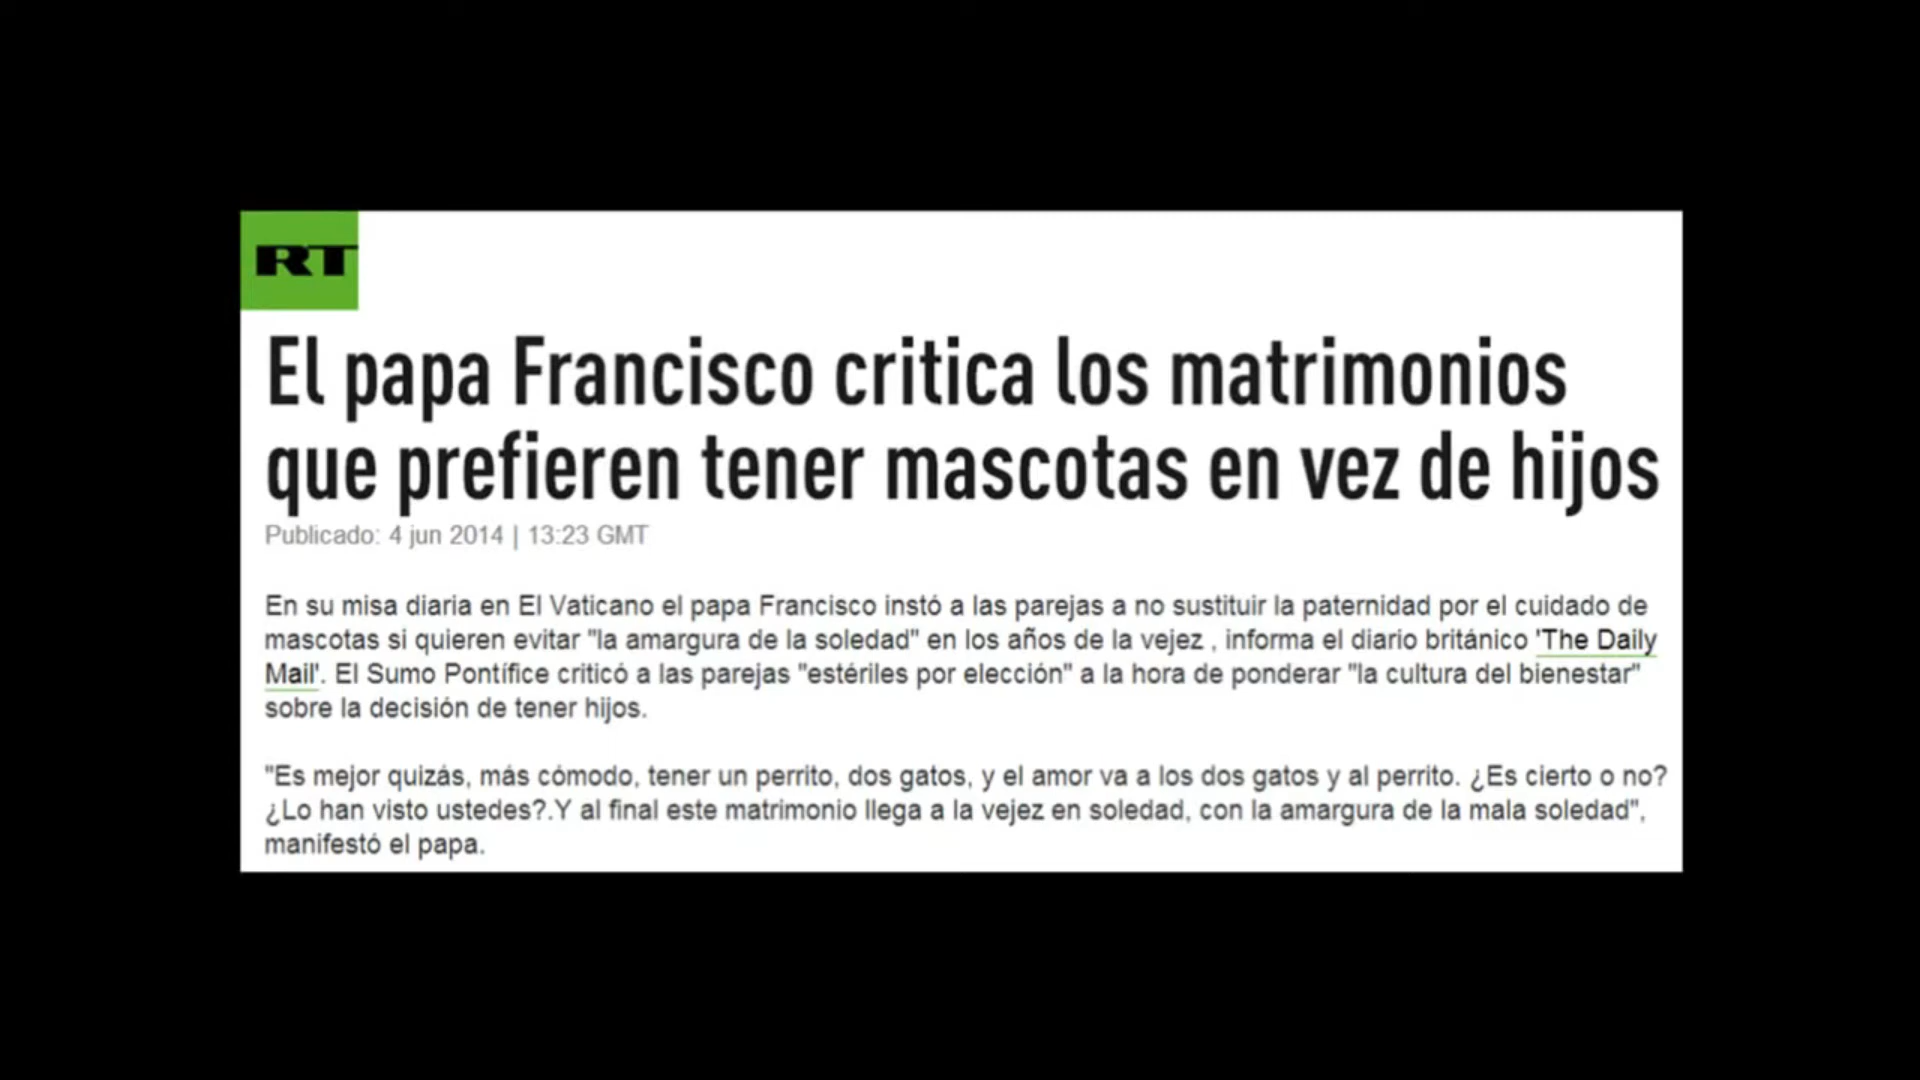 RT
El papa Francisco critica los matrimonios
que prefieren tener mascotas en vez de hijos
Publicado: 4 jun 2014 | 13:23 GMT
En su misa diaria en El Vaticano el papa Francisco instó a las parejas a no sustituir la paternidad por el cuidado de
mascotas si quieren evitar "la amargura de la soledad" en los años de la vejez , informa el diario británico 'The Daily
Mail'. El Sumo Pontífice criticó a las parejas "estériles por elección" a la hora de ponderar "la cultura del bienestar"
sobre la decisión de tener hijos.
"Es mejor quizás, más cómodo, tener un perrito, dos gatos, y el amor va a los dos gatos y al perrito. ¿Es cierto o no?
¿Lo han visto ustedes?.Y al final este matrimonio llega a la vejez en soledad, con la amargura de la mala soledad",
manifestó el papa.